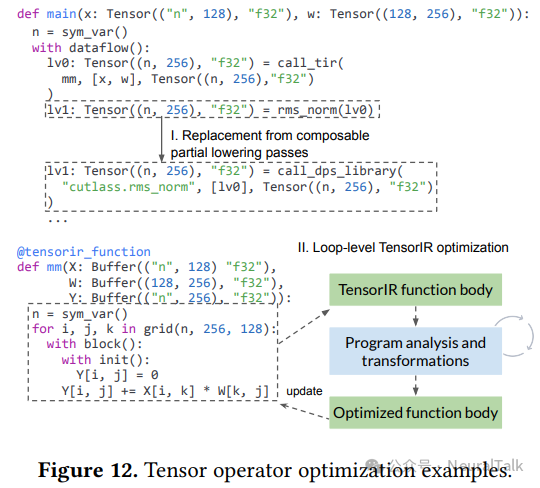 def main(x: Tensor(("n", 128), "f32"), w: Tensor((128, 256), "f32")):
n = sym_var()
with dataflow():
lv0: Tensor((n, 256), "f32") = call_tir(
mm, [x, w], Tensor((n, 256),"f32")
)
lv1: Tensor((n, 256), "f32") = rms_norm(lv0)
I. Replacement from composable
partial lowering passes
lv1: Tensor((n, 256), "f32") = call_dps_library(
"cutlass.rms_norm", [lv0], Tensor((n, 256), "f32")
)
...
@tensorir_function
def mm(X: Buffer(("n", 128) "f32"),
W: Buffer((128, 256), "f32"),
Y: Buffer(("n", 256), "f32")):
n = sym_var()
for i, j, k in grid(n, 256, 128):
with block():
with init():
Y[i, j] = 0
Y[i, j] += X[i, k] * W[k, j]
II. Loop-level TensorIR optimization
TensorIR function body
Program analysis and
transformations
update
Optimized function body
公众号 · NeuralTalk
Figure 12. Tensor operator optimization examples.